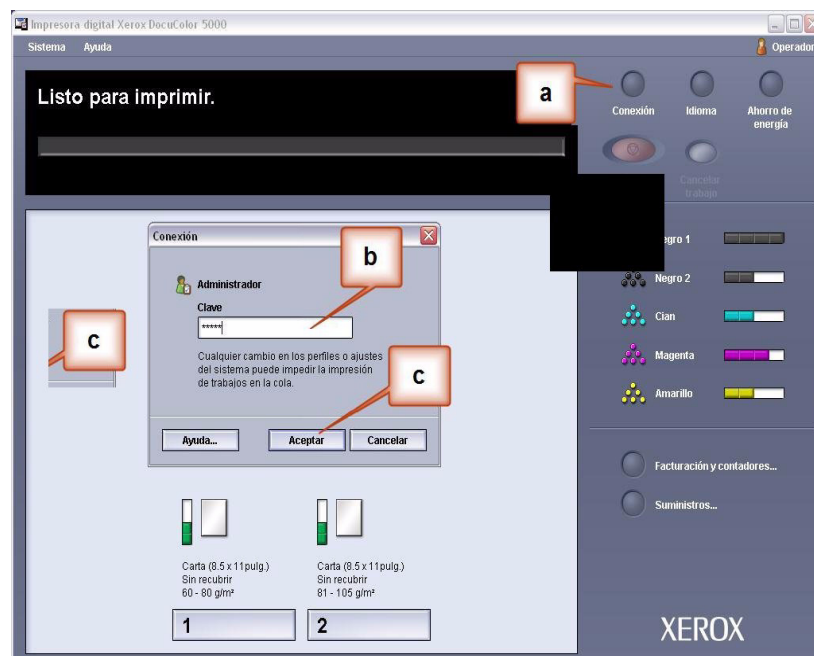 Impresora digital Xerox DocuColor 5000
Sistema Ayuda
Operador
Listo para imprimir.
a
Conexión
Idioma
Ahorro de
energía
Cancelar
trabajo
Conexión
b
Administrador
Clave
*****
Cualquier cambio en los perfiles o ajustes
del sistema puede impedir la impresión
de trabajos en la cola.
c
c
Ayuda...
Aceptar
Cancelar
Negro 1
Negro 2
Cian
Magenta
Amarillo
Facturación y contadores...
Suministros...
Carta (8.5 x 11pulg.)
Sin recubrir
60 - 80 g/m²
1
Carta (8.5 x 11pulg.)
Sin recubrir
81 - 105 g/m²
2
XEROX